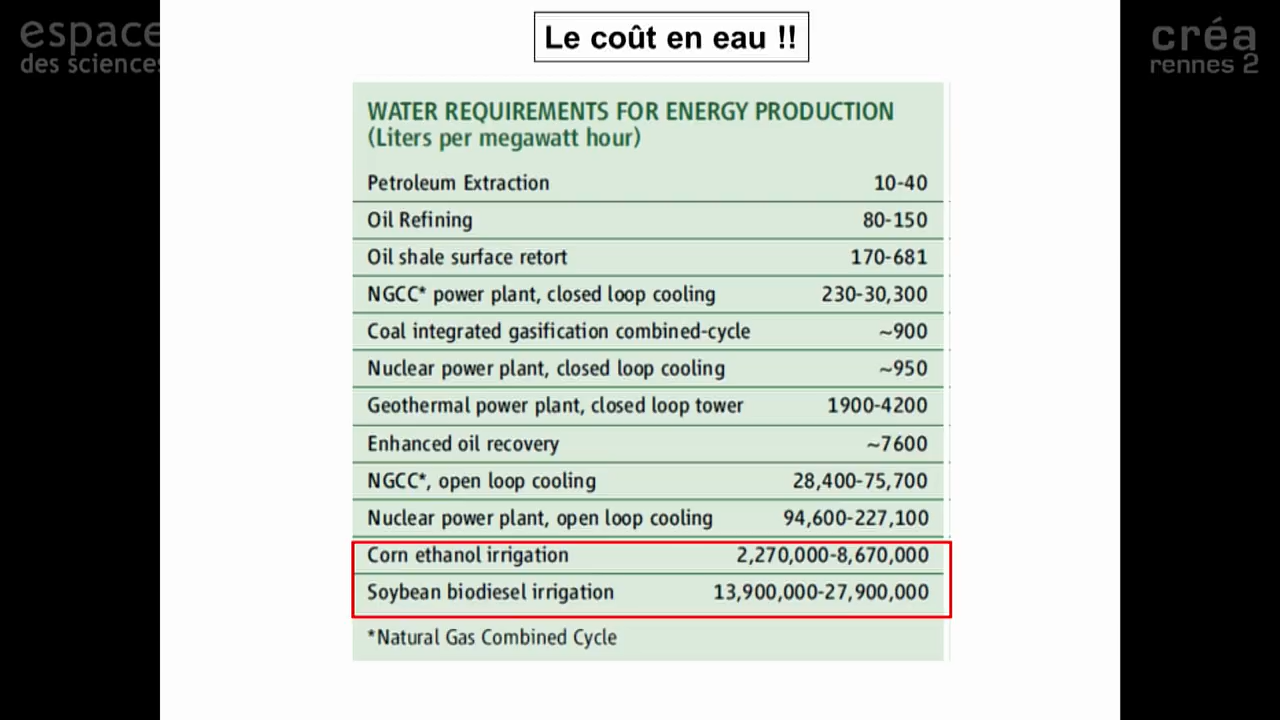 espace
des sciences
Le coût en eau !!
créa
rennes 2
WATER REQUIREMENTS FOR ENERGY PRODUCTION
(Liters per megawatt hour)
Petroleum Extraction 10-40
Oil Refining 80-150
Oil shale surface retort 170-681
NGCC* power plant, closed loop cooling 230-30,300
Coal integrated gasification combined-cycle ~900
Nuclear power plant, closed loop cooling ~950
Geothermal power plant, closed loop tower 1900-4200
Enhanced oil recovery ~7600
NGCC*, open loop cooling 28,400-75,700
Nuclear power plant, open loop cooling 94,600-227,100
Corn ethanol irrigation 2,270,000-8,670,000
Soybean biodiesel irrigation 13,900,000-27,900,000
*Natural Gas Combined Cycle